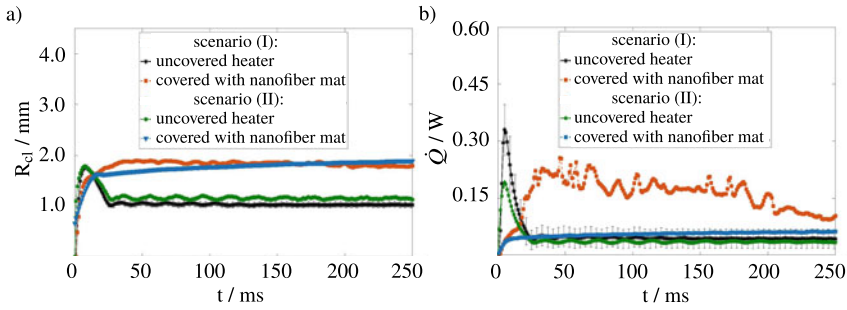 a)
4.0
3.0
2.0
1.0
R_cl / mm
scenario (I):
uncovered heater
covered with nanofiber mat
scenario (II):
uncovered heater
covered with nanofiber mat
0 50 100 150 200 250
t / ms
b)
0.60
0.45
0.30
0.15
Q̇ / W
scenario (I):
uncovered heater
covered with nanofiber mat
scenario (II):
uncovered heater
covered with nanofiber mat
0 50 100 150 200 250
t / ms